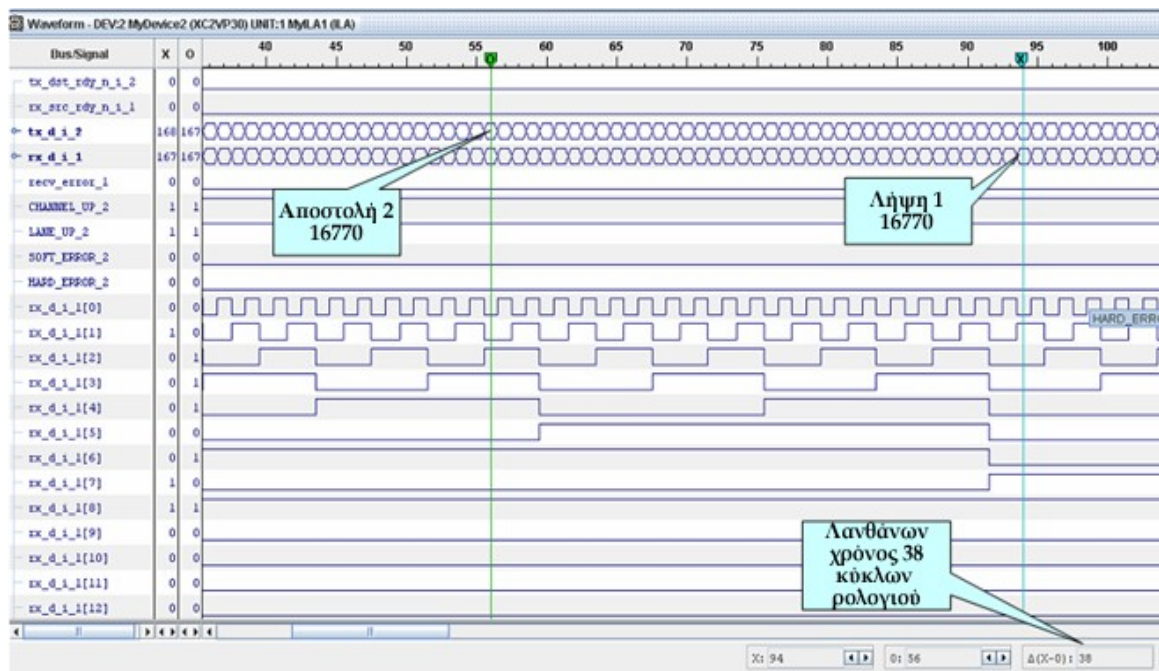 Waveform - DEV:2 MyDevice2 (XC2VP30) UNIT:1 MyILA1 (ILA)
Bus/Signal X O 40 45 50 55 60 65 70 75 80 85 90 95 100
O X
tx_dst_rdy_n_i_2 0 0
rx_src_rdy_n_i_1 0 0
tx_d_i_2 168 167
rx_d_i_1 167 167
recv_error_1 0 0
CHANNEL_UP_2 1 1
LANE_UP_2 1 1
SOFT_ERROR_2 0 0
HARD_ERROR_2 0 0
rx_d_i_1[0] 0 0
rx_d_i_1[1] 1 0
rx_d_i_1[2] 0 1
rx_d_i_1[3] 0 1
rx_d_i_1[4] 0 1
rx_d_i_1[5] 0 0
rx_d_i_1[6] 0 1
rx_d_i_1[7] 1 0
rx_d_i_1[8] 1 1
rx_d_i_1[9] 0 0
rx_d_i_1[10] 0 0
rx_d_i_1[11] 0 0
rx_d_i_1[12] 0 0
Αποστολή 2
16770
Λήψη 1
16770
HARD_ERR
Λανθάνων
χρόνος 38
κύκλων
ρολογιού
X: 94 O: 56 Δ(X-O): 38